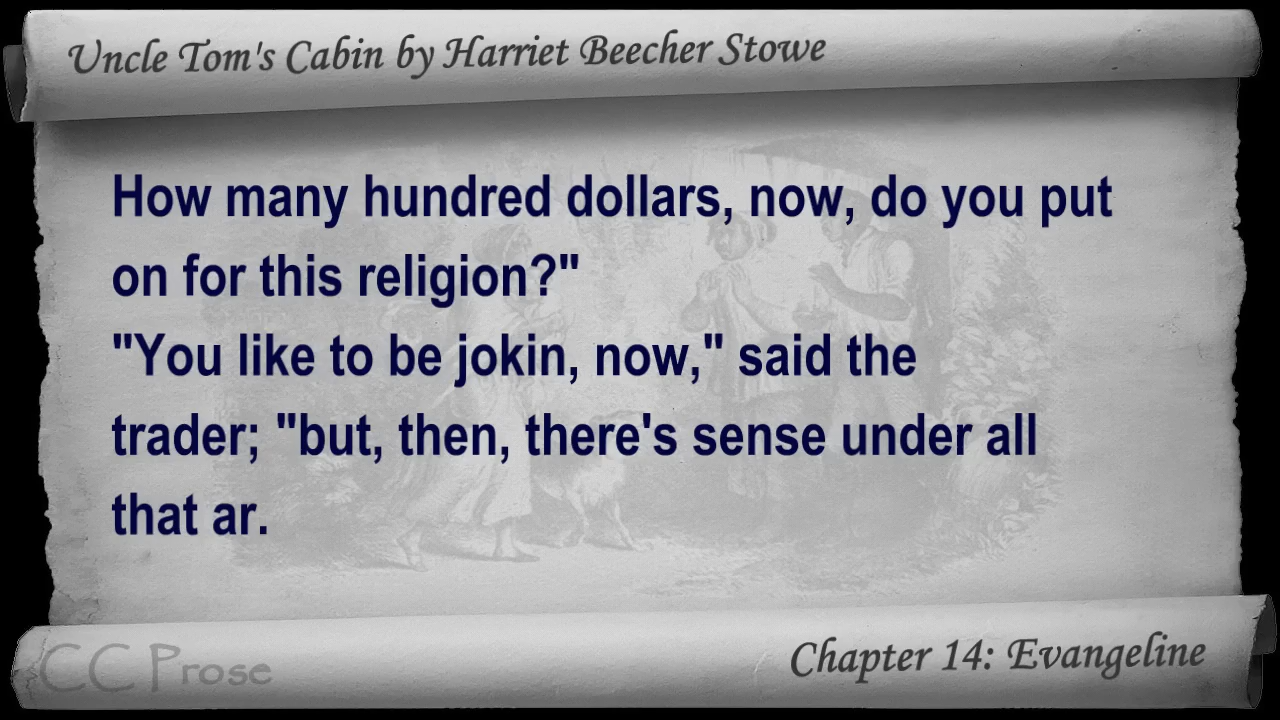 Uncle Tom's Cabin by Harriet Beecher Stowe
How many hundred dollars, now, do you put
on for this religion?"
"You like to be jokin, now," said the
trader; "but, then, there's sense under all
that ar.
CC Prose
Chapter 14: Evangeline